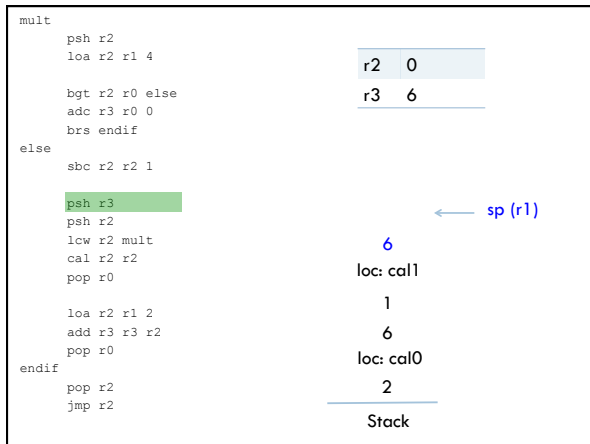 mult
psh r2
loa r2 r1 4
bgt r2 r0 else
adc r3 r0 0
brs endif
else
sbc r2 r2 1
psh r3
psh r2
lcw r2 mult
cal r2 r2
pop r0
loa r2 r1 2
add r3 r3 r2
pop r0
endif
pop r2
jmp r2
r2 0
r3 6
sp (r1)
6
loc: cal1
1
6
loc: cal0
2
Stack